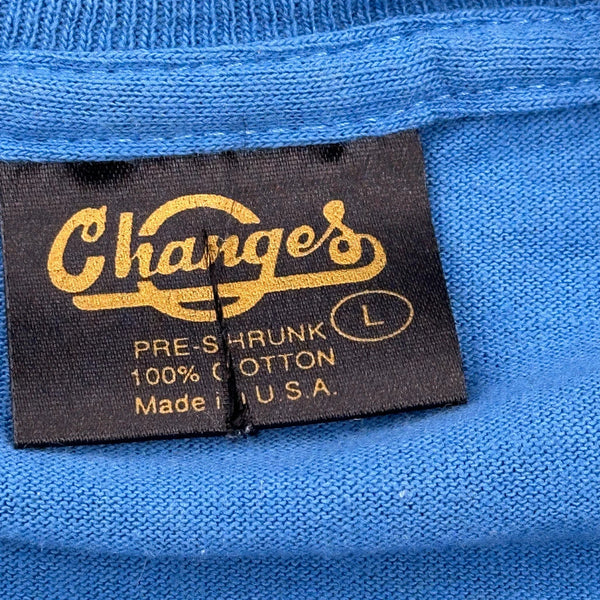 Changes
L
PRE-SHRUNK
100% COTTON
Made in U.S.A.